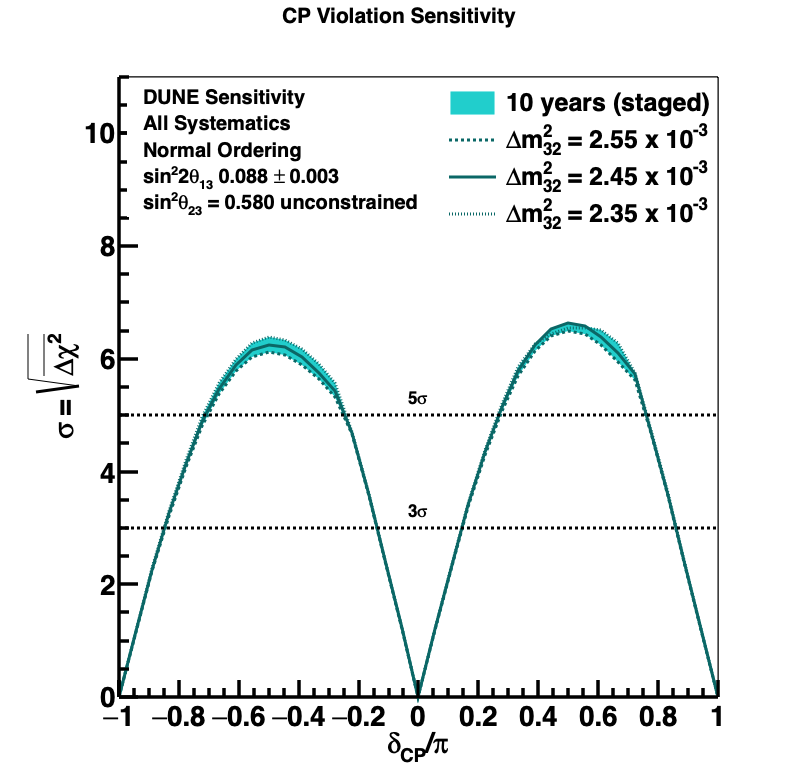 CP Violation Sensitivity
DUNE Sensitivity
All Systematics
Normal Ordering
sin²2θ₁₃ 0.088 ± 0.003
sin²θ₂₃ = 0.580 unconstrained
10 years (staged)
Δm²₃₂ = 2.55 x 10⁻³
Δm²₃₂ = 2.45 x 10⁻³
Δm²₃₂ = 2.35 x 10⁻³
σ = √Δχ²
10
8
6
4
2
0
5σ
3σ
−1 −0.8 −0.6 −0.4 −0.2 0 0.2 0.4 0.6 0.8 1
δCP/π